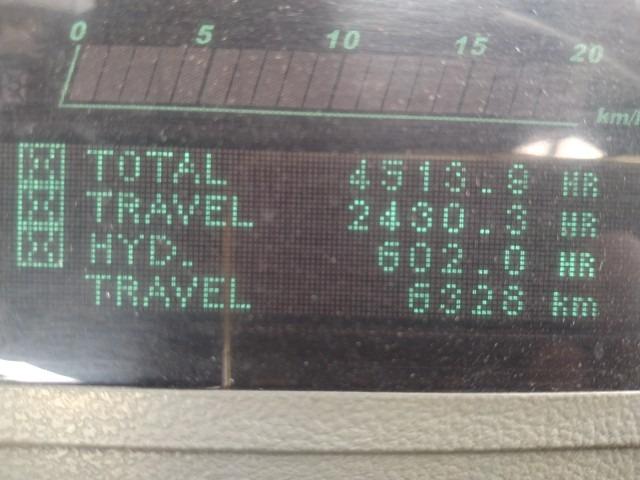 0 5 10 15 20
km/h
TOTAL 4513.9 HR
TRAVEL 2430.3 HR
HYD. 602.0 HR
TRAVEL 6328 km